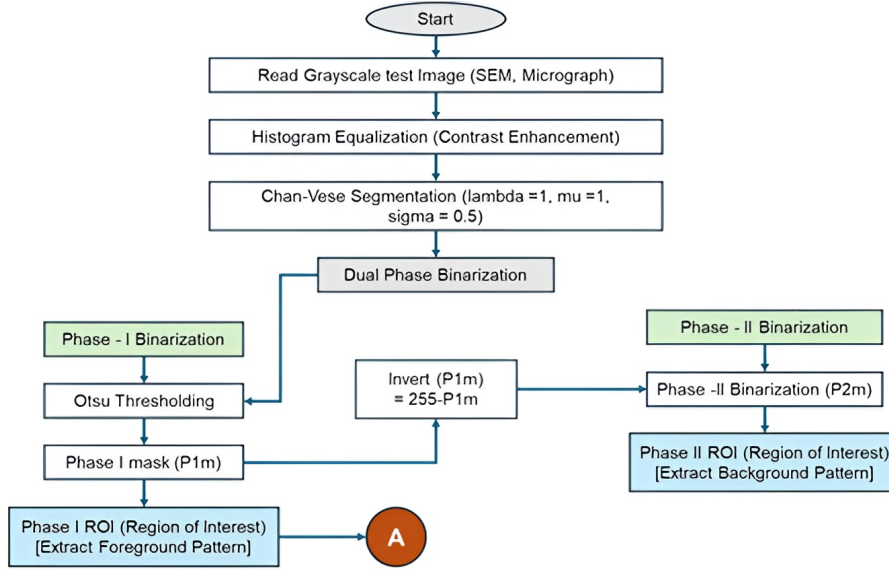 Start
Read Grayscale test Image (SEM, Micrograph)
Histogram Equalization (Contrast Enhancement)
Chan-Vese Segmentation (lambda =1, mu =1,
sigma = 0.5)
Dual Phase Binarization
Phase - I Binarization
Otsu Thresholding
Phase I mask (P1m)
Phase I ROI (Region of Interest)
[Extract Foreground Pattern]
A
Invert (P1m)
= 255-P1m
Phase - II Binarization
Phase -II Binarization (P2m)
Phase II ROI (Region of Interest)
[Extract Background Pattern]